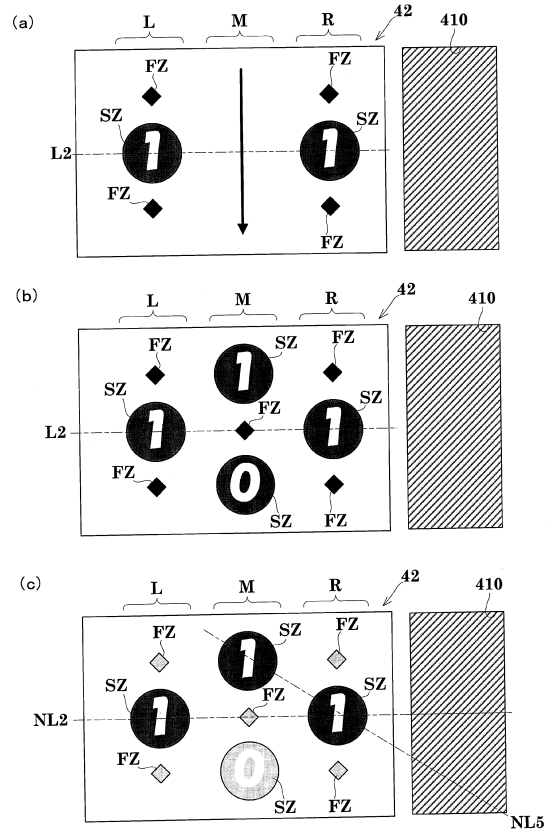 (a)
L M R 42 410
FZ FZ
SZ 1 1 SZ
L2
FZ FZ
(b)
L M R 42 410
FZ 1 SZ FZ
SZ 1 FZ 1 SZ
L2
FZ 0 SZ FZ
(c)
L M R 42 410
FZ 1 SZ FZ
SZ 1 FZ 1 SZ
NL2
FZ 0 SZ FZ
NL5